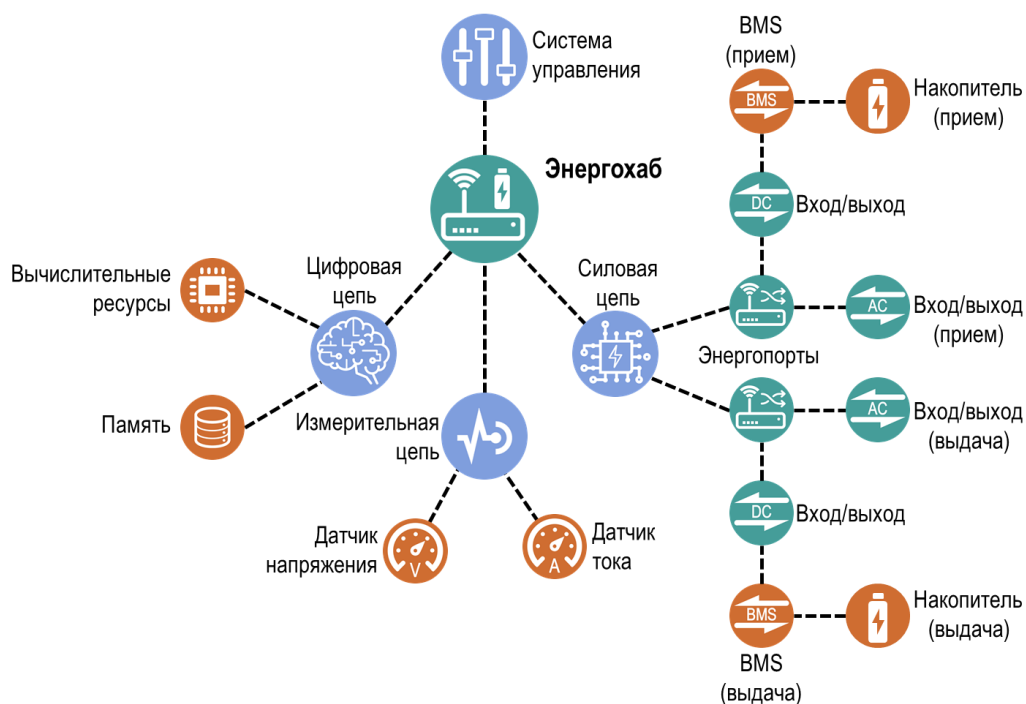 Система
управления
BMS
(прием)
BMS
Накопитель
(прием)
Энергохаб
DC
Вход/выход
Вычислительные
ресурсы
Цифровая
цепь
Силовая
цепь
AC
Вход/выход
(прием)
Энергопорты
Память
Измерительная
цепь
AC
Вход/выход
(выдача)
DC
Вход/выход
Датчик
напряжения
V
A
Датчик
тока
BMS
Накопитель
(выдача)
BMS
(выдача)